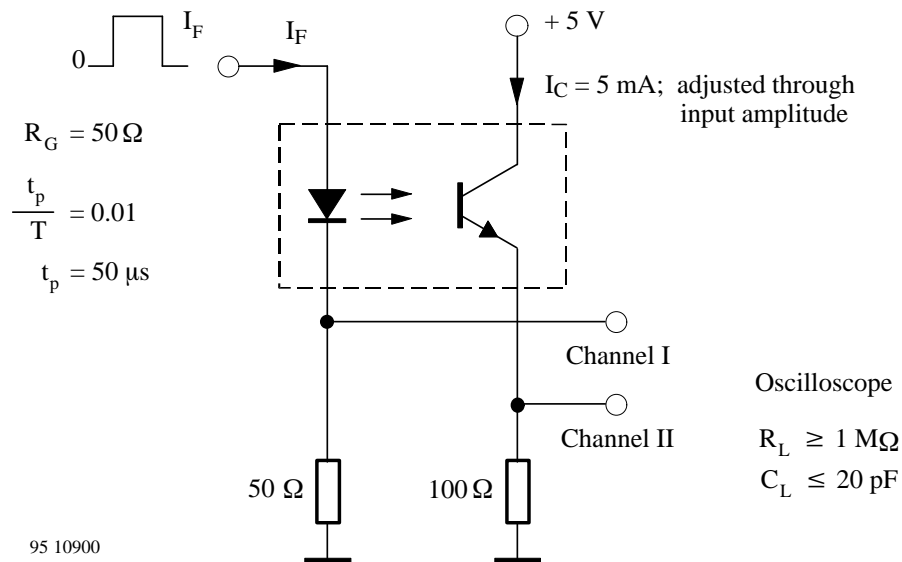 0
I_F
I_F
+ 5 V
I_C = 5 mA; adjusted through
input amplitude
R_G = 50 Ω
t_p
T
= 0.01
t_p = 50 μs
Channel I
Channel II
50 Ω
100 Ω
Oscilloscope
R_L ≥ 1 MΩ
C_L ≤ 20 pF
95 10900